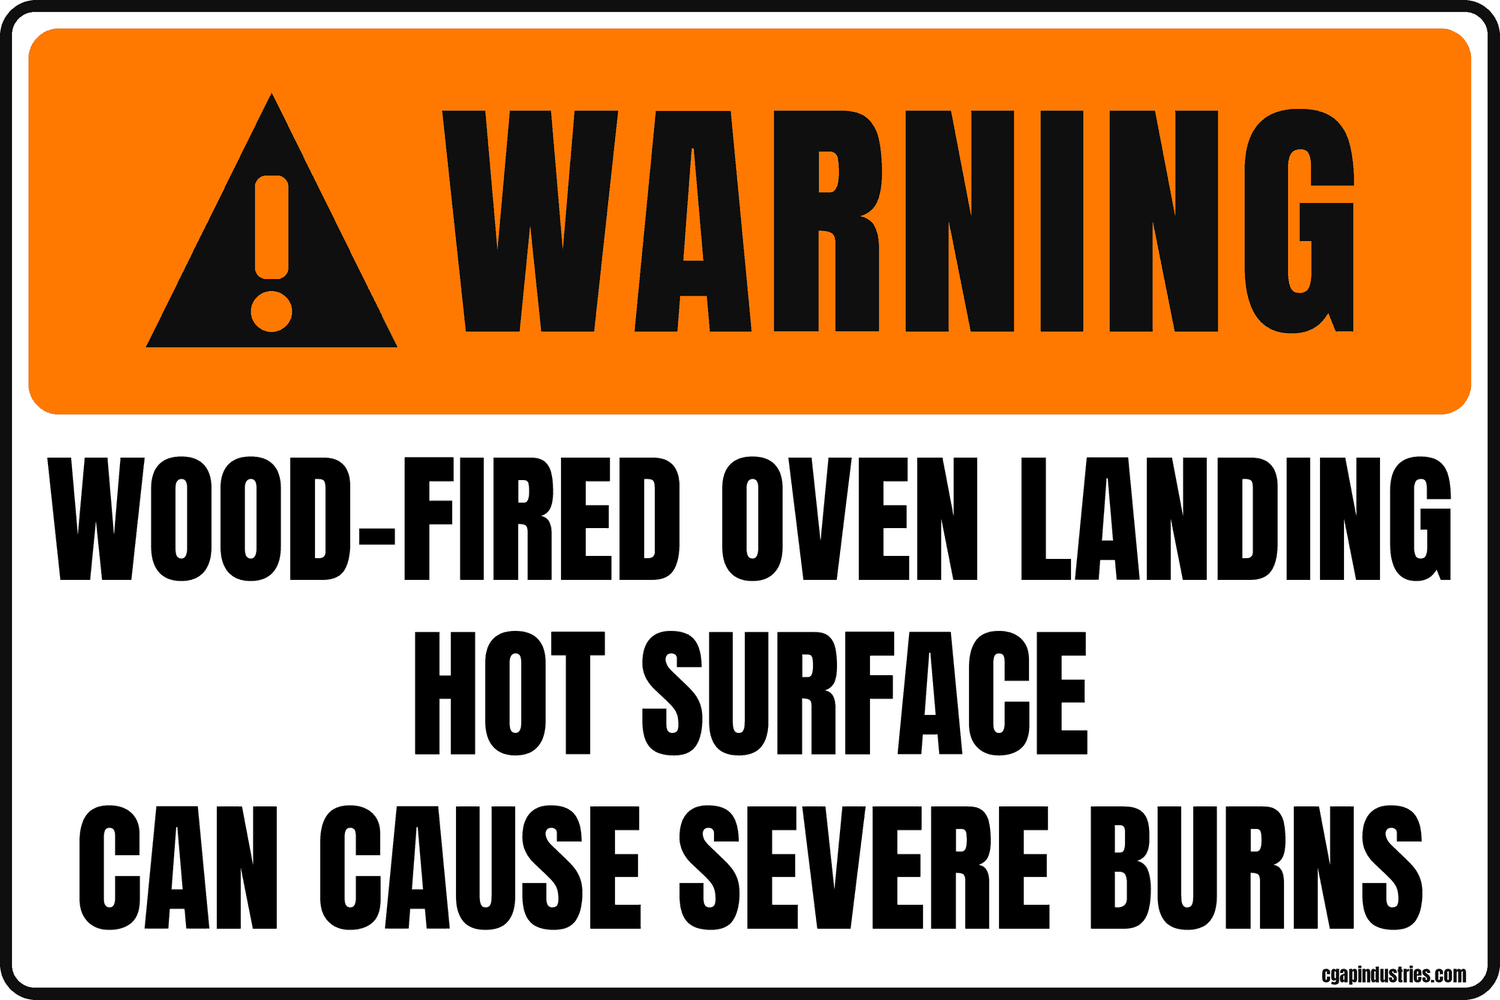 WARNING
WOOD-FIRED OVEN LANDING
HOT SURFACE
CAN CAUSE SEVERE BURNS
cgapindustries.com